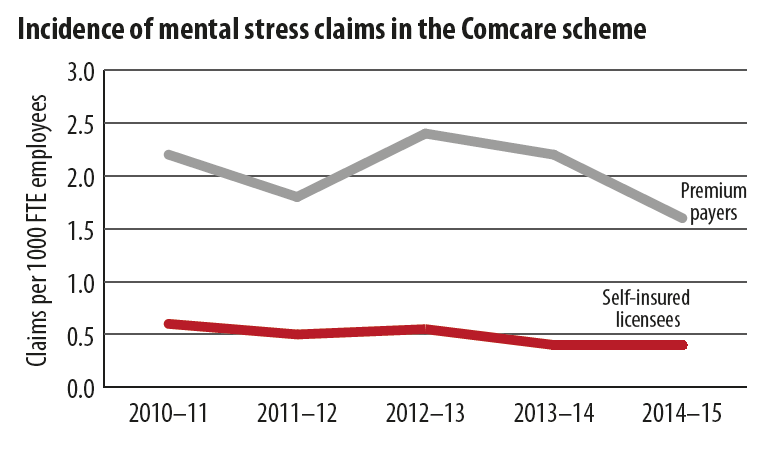 Incidence of mental stress claims in the Comcare scheme
Claims per 1000 FTE employees
3.0
2.5
2.0
1.5
1.0
0.5
0.0
Premium
payers
Self-insured
licensees
2010–11
2011–12
2012–13
2013–14
2014–15